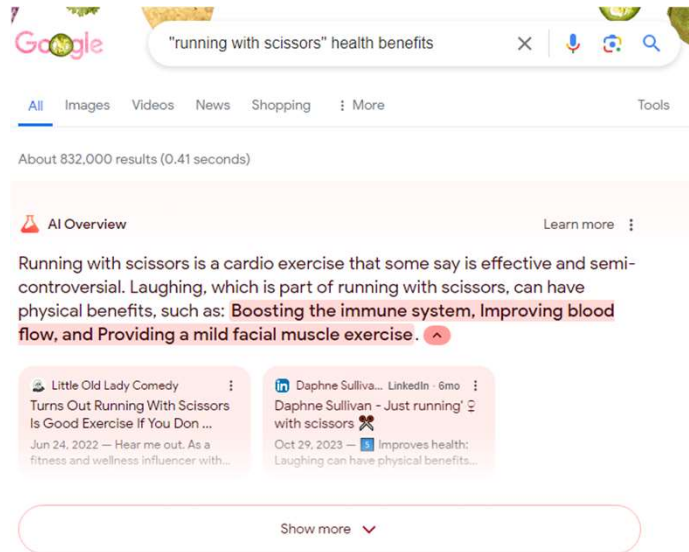 Google
"running with scissors" health benefits
All Images Videos News Shopping More Tools
About 832,000 results (0.41 seconds)
AI Overview Learn more
Running with scissors is a cardio exercise that some say is effective and semi-
controversial. Laughing, which is part of running with scissors, can have
physical benefits, such as: Boosting the immune system, Improving blood
flow, and Providing a mild facial muscle exercise.
Little Old Lady Comedy
Turns Out Running With Scissors
Is Good Exercise If You Don ...
Jun 24, 2022 — Hear me out. As a
fitness and wellness influencer with...
in Daphne Sulliva... LinkedIn · 6mo
Daphne Sullivan - Just running'
with scissors
Oct 29, 2023 — 5 Improves health:
Laughing can have physical benefits...
Show more